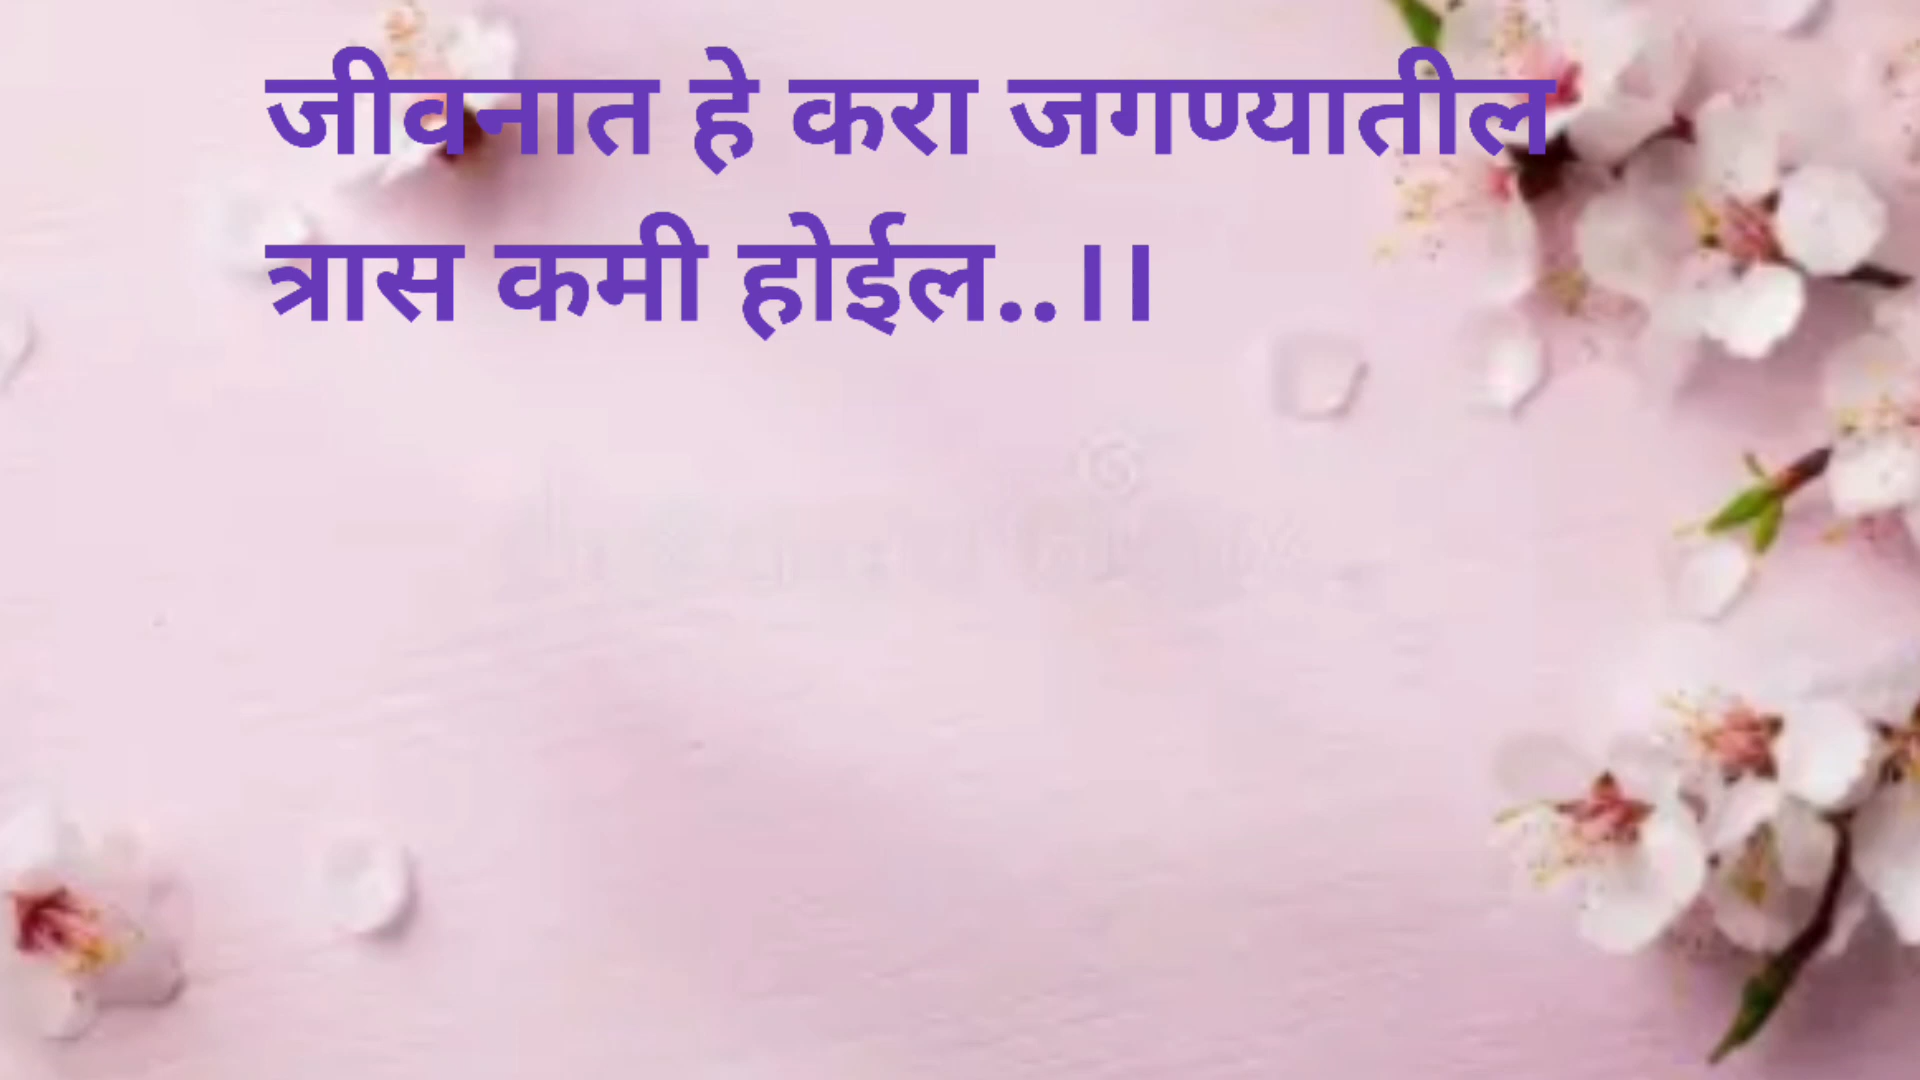 जीवनात हे करा जगण्यातील
त्रास कमी होईल..।।